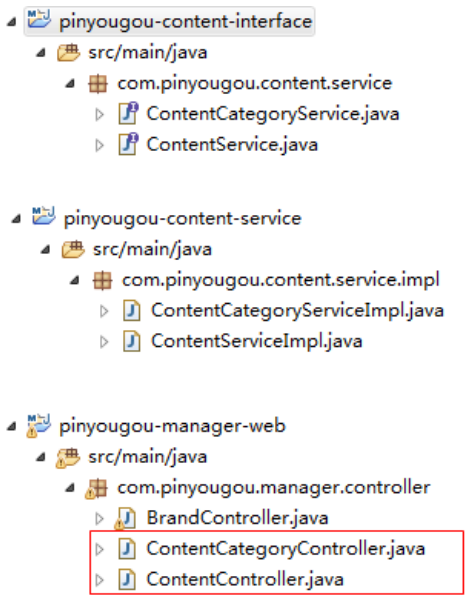 pinyougou-content-interface
src/main/java
com.pinyougou.content.service
ContentCategoryService.java
ContentService.java
pinyougou-content-service
src/main/java
com.pinyougou.content.service.impl
ContentCategoryServiceImpl.java
ContentServiceImpl.java
pinyougou-manager-web
src/main/java
com.pinyougou.manager.controller
BrandController.java
ContentCategoryController.java
ContentController.java